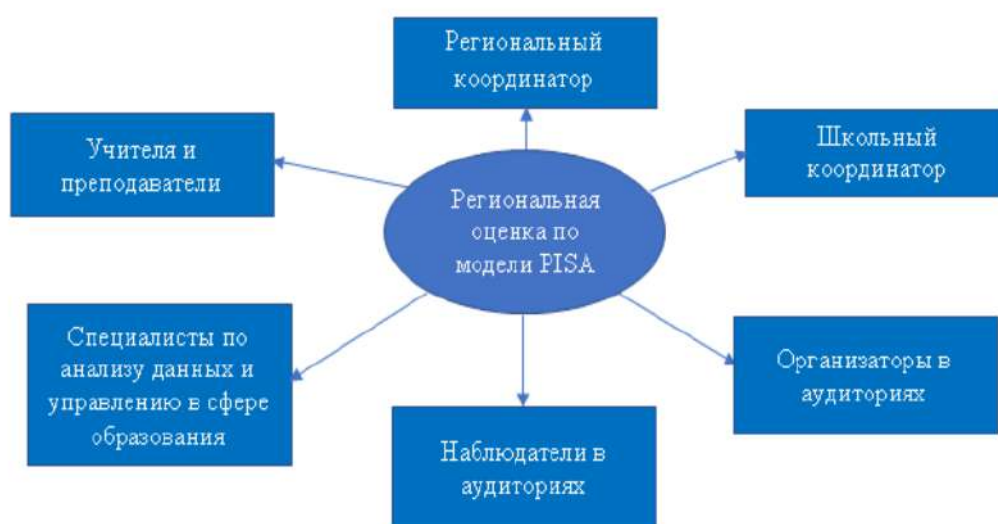 Региональный
координатор
Учителя и
преподаватели
Школьный
координатор
Региональная
оценка по
модели PISA
Специалисты по
анализу данных и
управлению в сфере
образования
Организаторы в
аудиториях
Наблюдатели в
аудиториях